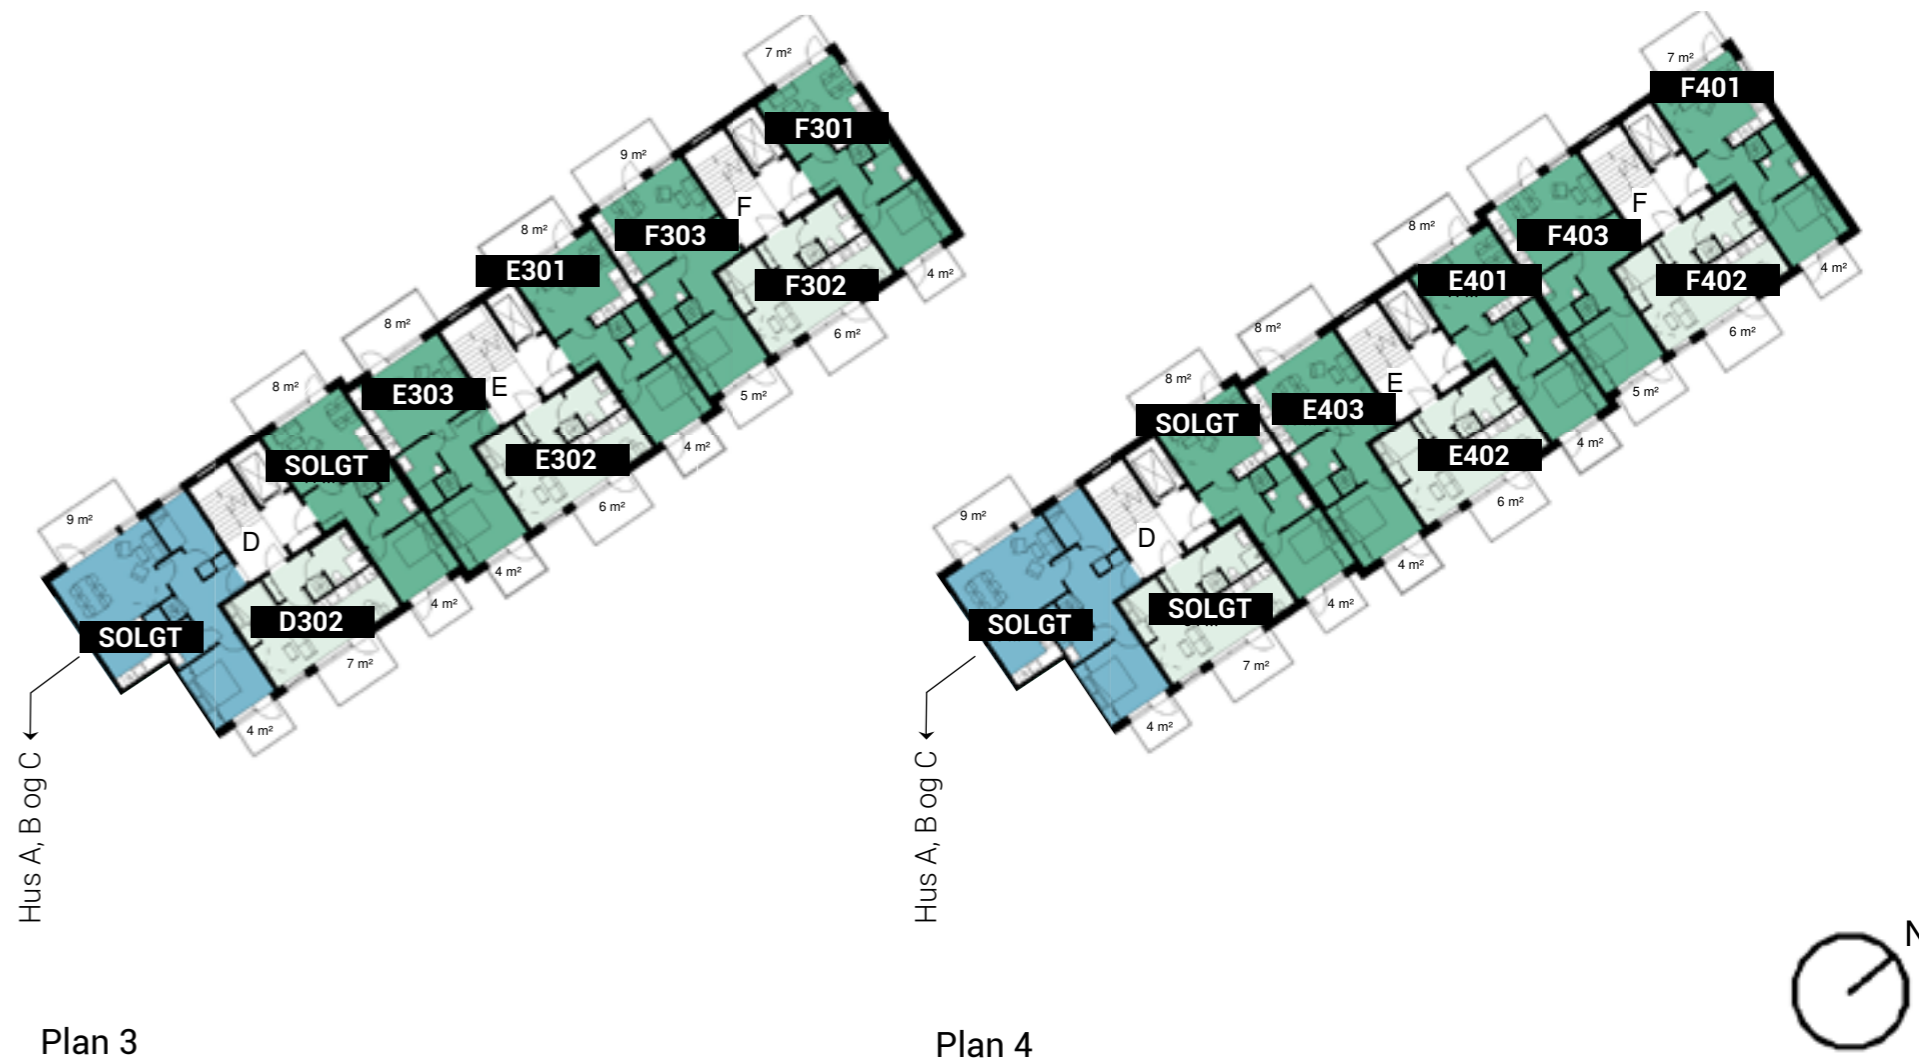 7 m²
F301
9 m²
F
8 m²
F303
E301
F302
4 m²
8 m²
6 m²
E303
E
5 m²
8 m²
4 m²
E302
SOLGT
6 m²
9 m²
D
4 m²
4 m²
D302
SOLGT
7 m²
4 m²
Hus A, B og C
Plan 3
7 m²
F401
F
8 m²
F403
E401
F402
4 m²
8 m²
6 m²
E
8 m²
5 m²
E403
SOLGT
4 m²
E402
6 m²
9 m²
D
4 m²
4 m²
SOLGT
SOLGT
7 m²
4 m²
Hus A, B og C
Plan 4
N